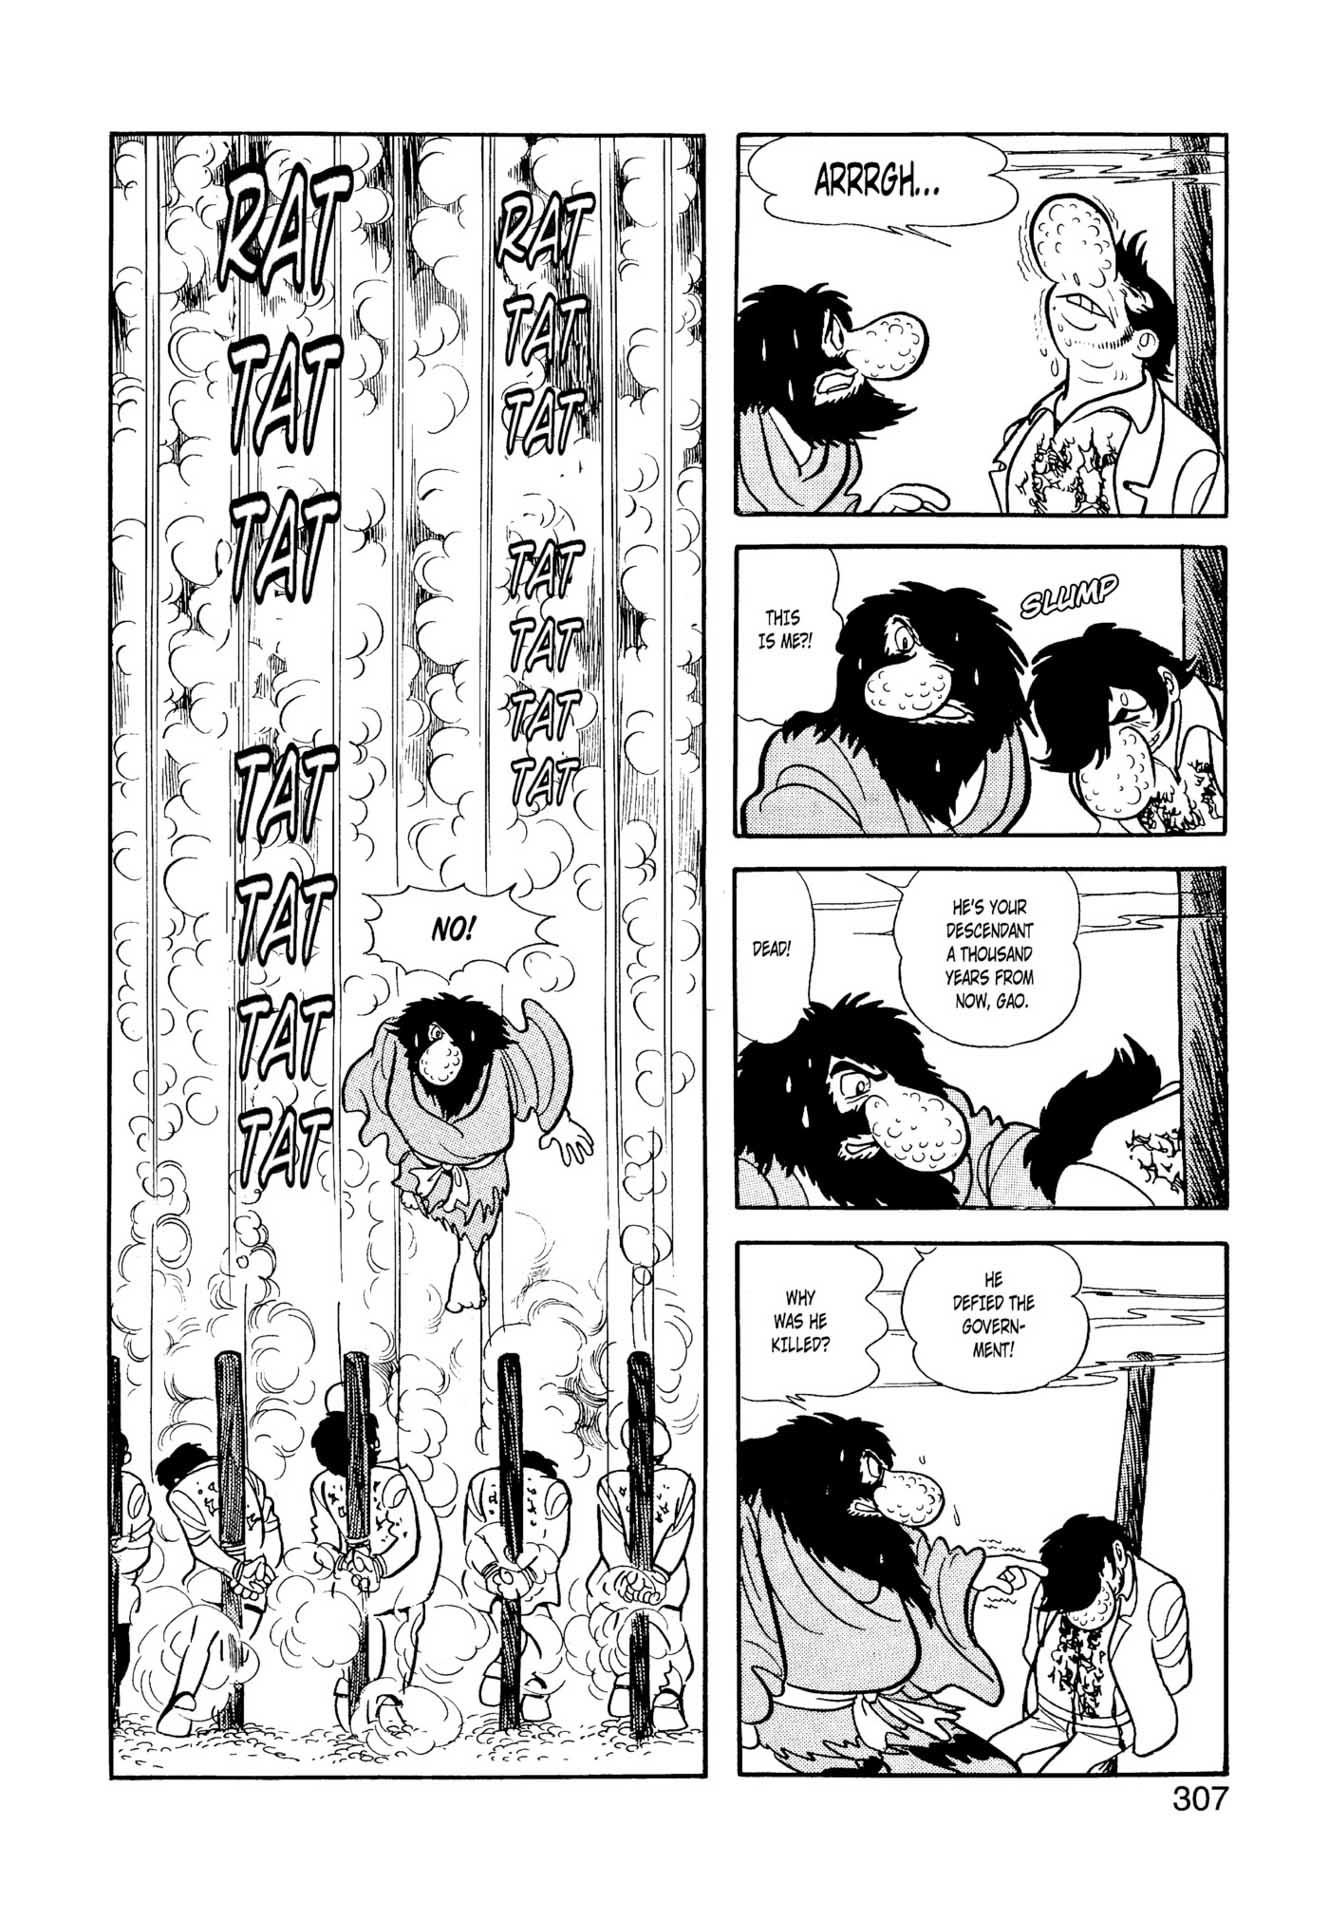 RAT
TAT
TAT
TAT
TAT
TAT
TAT
RAT
TAT
TAT
TAT
TAT
TAT
TAT
NO!
ARRRGH...
THIS
IS ME?!
SLUMP
DEAD!
HE'S YOUR
DESCENDANT
A THOUSAND
YEARS FROM
NOW, GAO.
WHY
WAS HE
KILLED?
HE
DEFIED THE
GOVERN-
MENT!
307